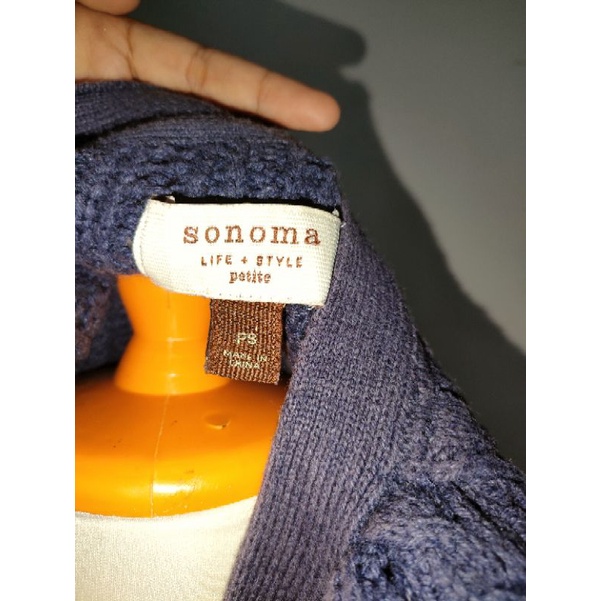 sonoma
LIFE + STYLE
petite
PS
MADE IN
CHINA